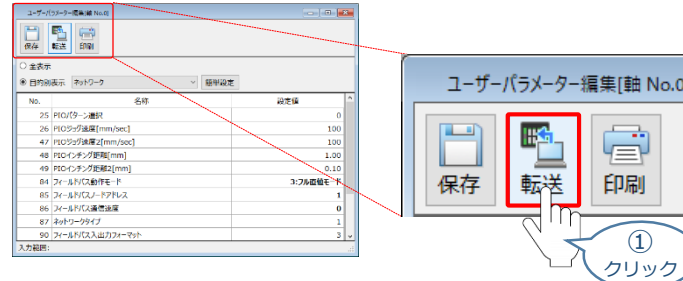 ユーザーパラメーター編集[軸 No.0]
保存 転送 印刷
全表示
目的別表示 ネットワーク 簡単設定
No. 名称 設定値
25 PIOパターン選択 0
26 PIOジョグ速度[mm/sec] 100
47 PIOジョグ速度2[mm/sec] 100
48 PIOインチング距離[mm] 1.00
49 PIOインチング距離2[mm] 0.10
84 フィールドバス動作モード 3:フル直値モード
85 フィールドバスノードアドレス 1
86 フィールドバス通信速度 0
87 ネットワークタイプ 1
90 フィールドバス入出力フォーマット 3
入力範囲:
ユーザーパラメーター編集[軸 No.0
保存 転送 印刷
①
クリック